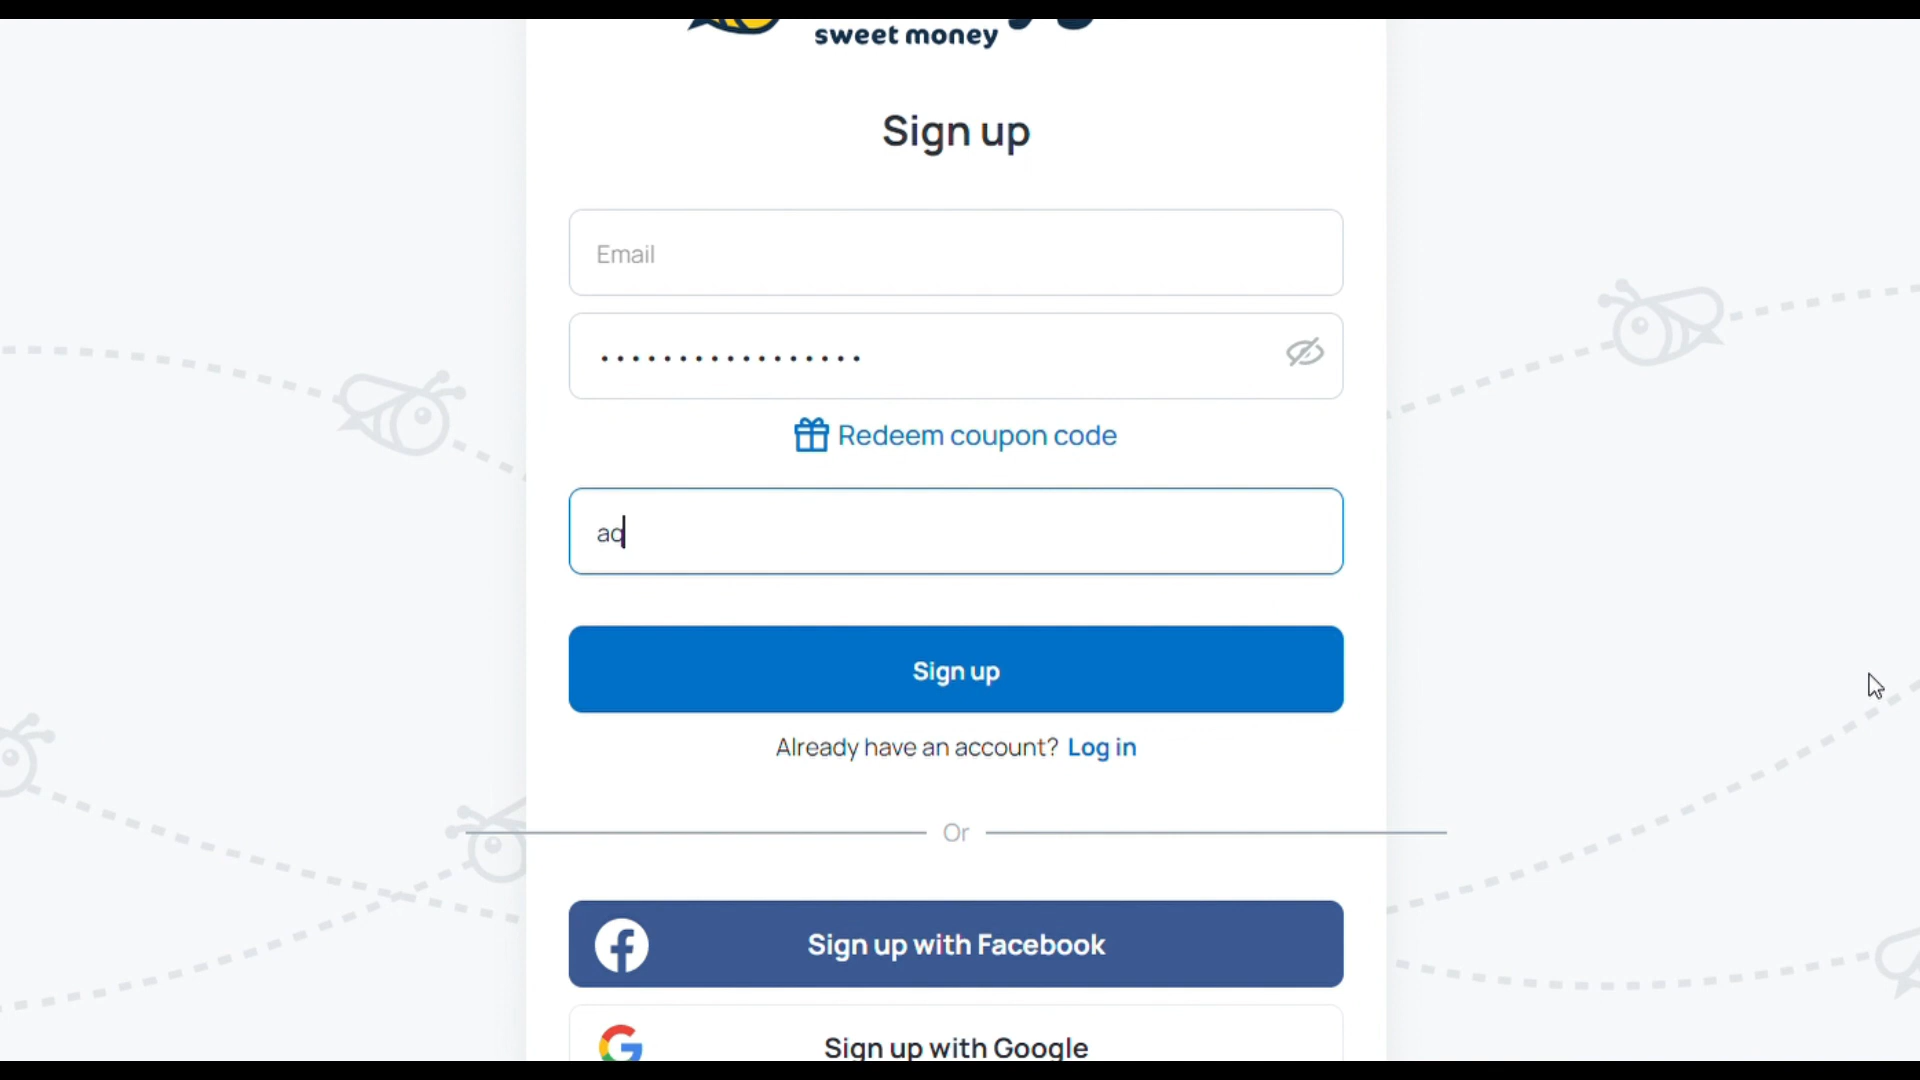 sweet money
Sign up
Email
•••••••••••••••••
Redeem coupon code
Sign up
Already have an account? Log in
Or
Sign up with Facebook
Sign up with Google